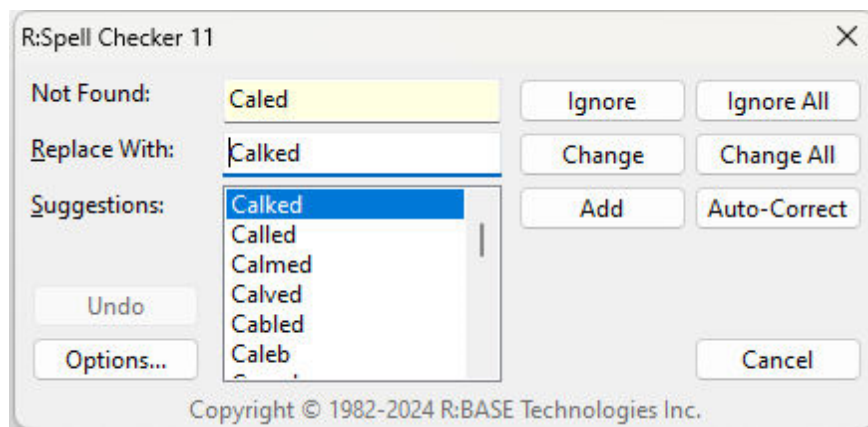 R:Spell Checker 11
Not Found:
Caled
Ignore
Ignore All
Replace With:
Calked
Change
Change All
Suggestions:
Calked
Called
Calmed
Calved
Cabled
Caleb
Add
Auto-Correct
Undo
Options...
Cancel
Copyright © 1982-2024 R:BASE Technologies Inc.